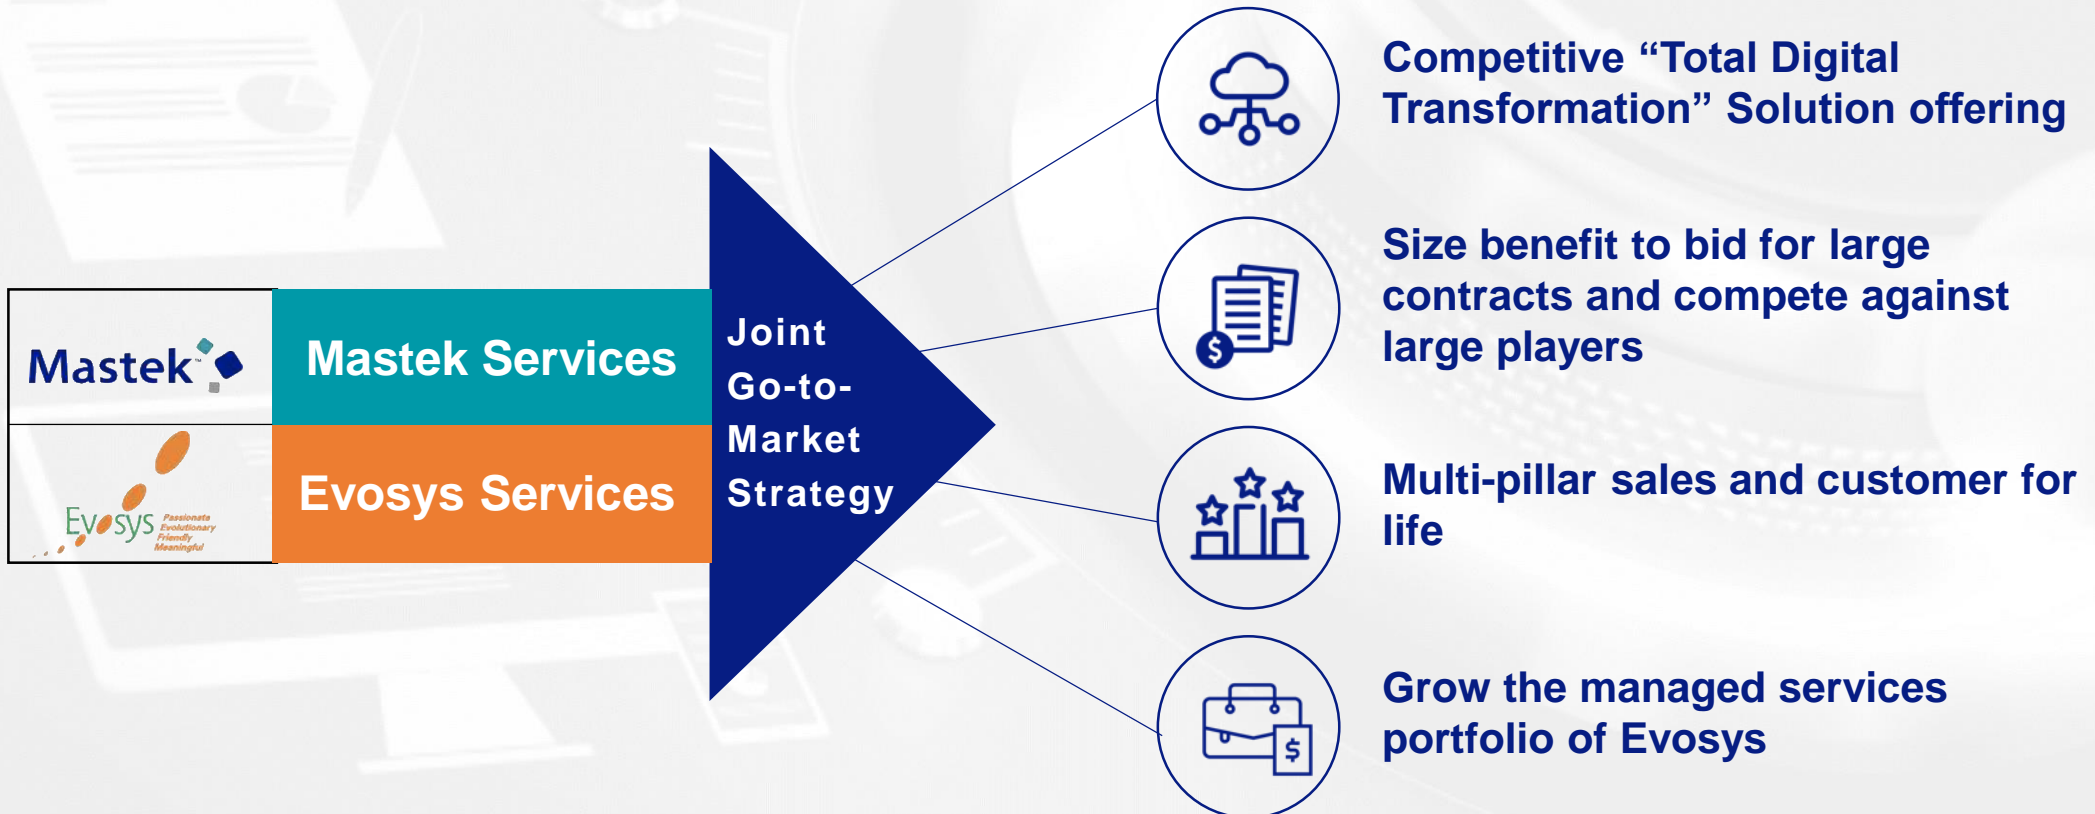 Mastek™
Mastek Services
Evosys
Passionate
Evolutionary
Friendly
Meaningful
Evosys Services
Joint
Go-to-
Market
Strategy
Competitive “Total Digital
Transformation” Solution offering
Size benefit to bid for large
contracts and compete against
large players
$
Multi-pillar sales and customer for
life
Grow the managed services
portfolio of Evosys
$